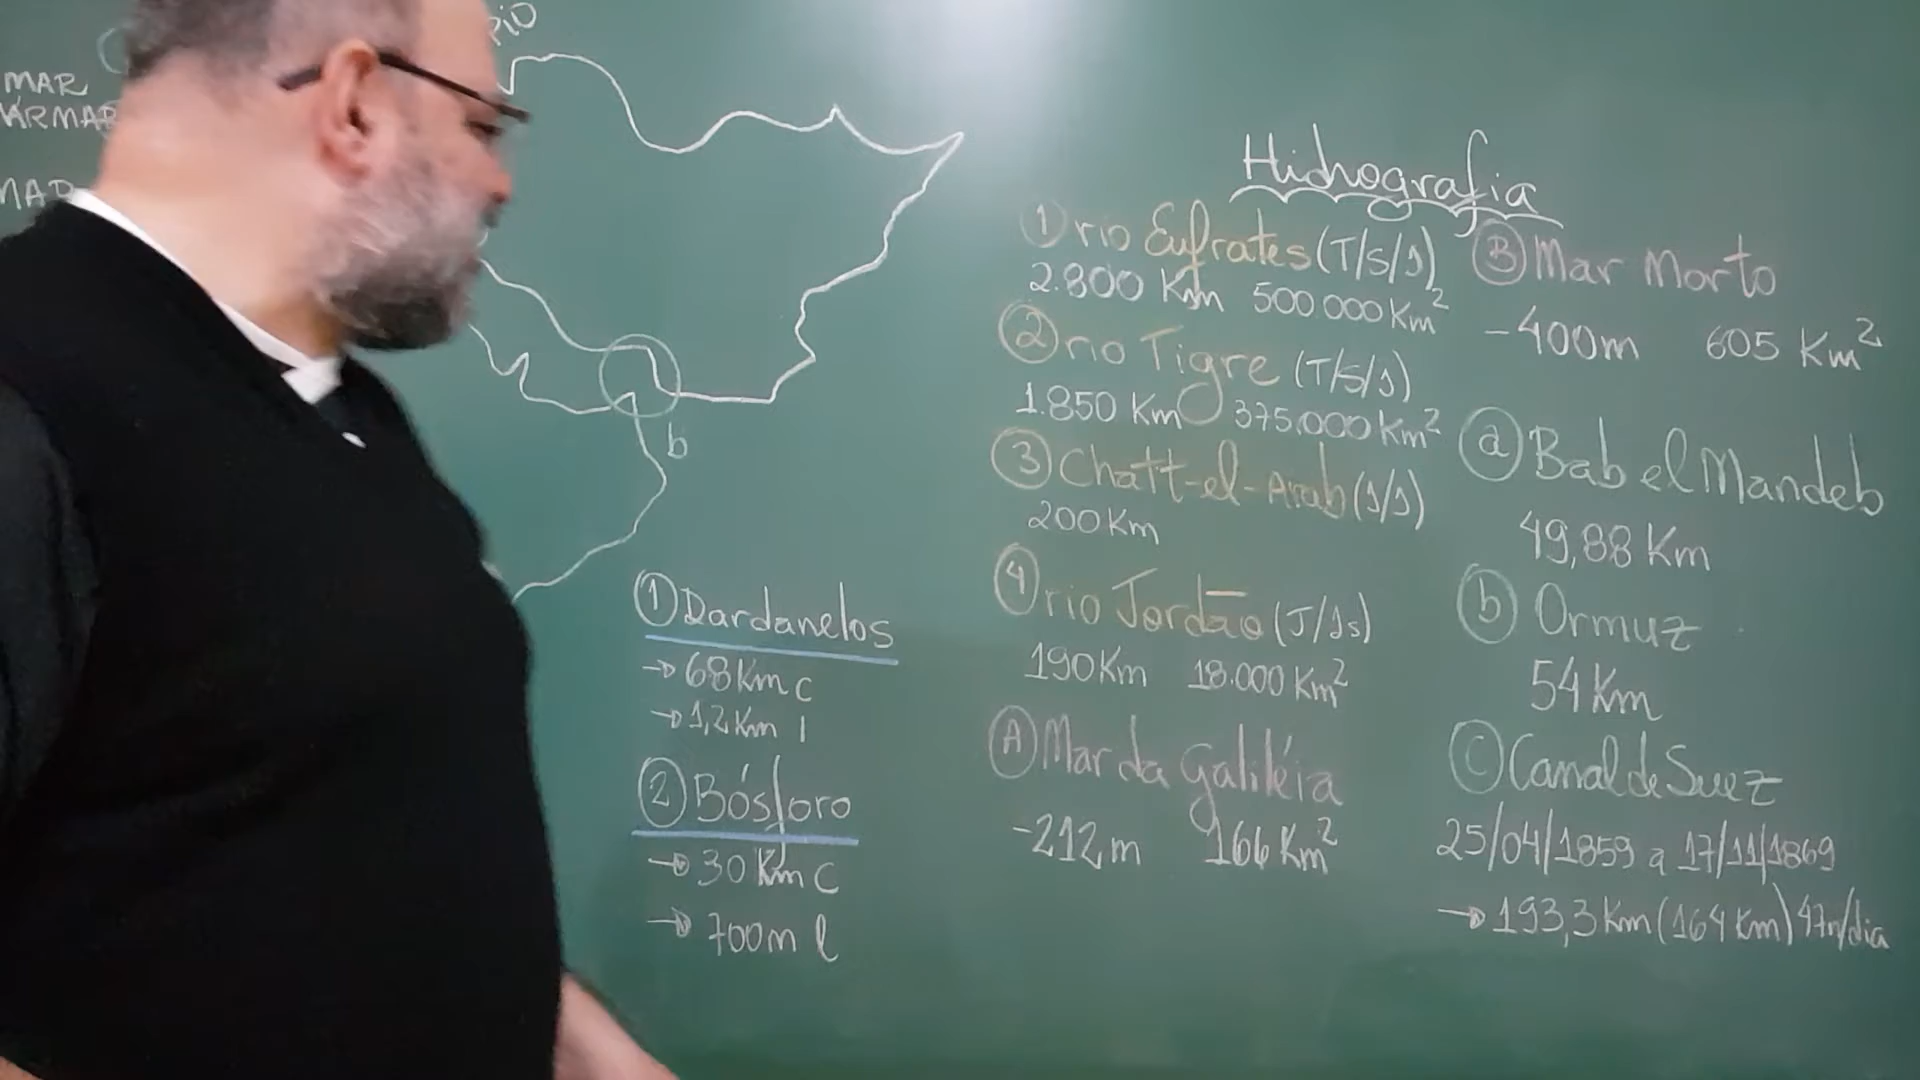 MAR
MAR
b
① Dardanelos
→ 68 Km c
→ 1,2 Km l
② Bósforo
→ 30 Km c
→ 700m l
Hidrografia
① rio Eufrates (T/S/I)
2.800 Km 500.000 Km²
② rio Tigre (T/S/I)
1.850 Km 375.000 Km²
③ Chatt-el-Arab (I/I)
200 Km
④ rio Jordão (J/Is)
190 Km 18.000 Km²
Ⓐ Mar da Galiléia
-212 m 166 Km²
Ⓑ Mar Morto
-400m 605 Km²
ⓐ Bab el Mandeb
49,88 Km
ⓑ Ormuz
54 Km
Ⓒ Canal de Suez
25/04/1859 a 17/11/1869
→ 193,3 Km (164 Km) 47n/dia